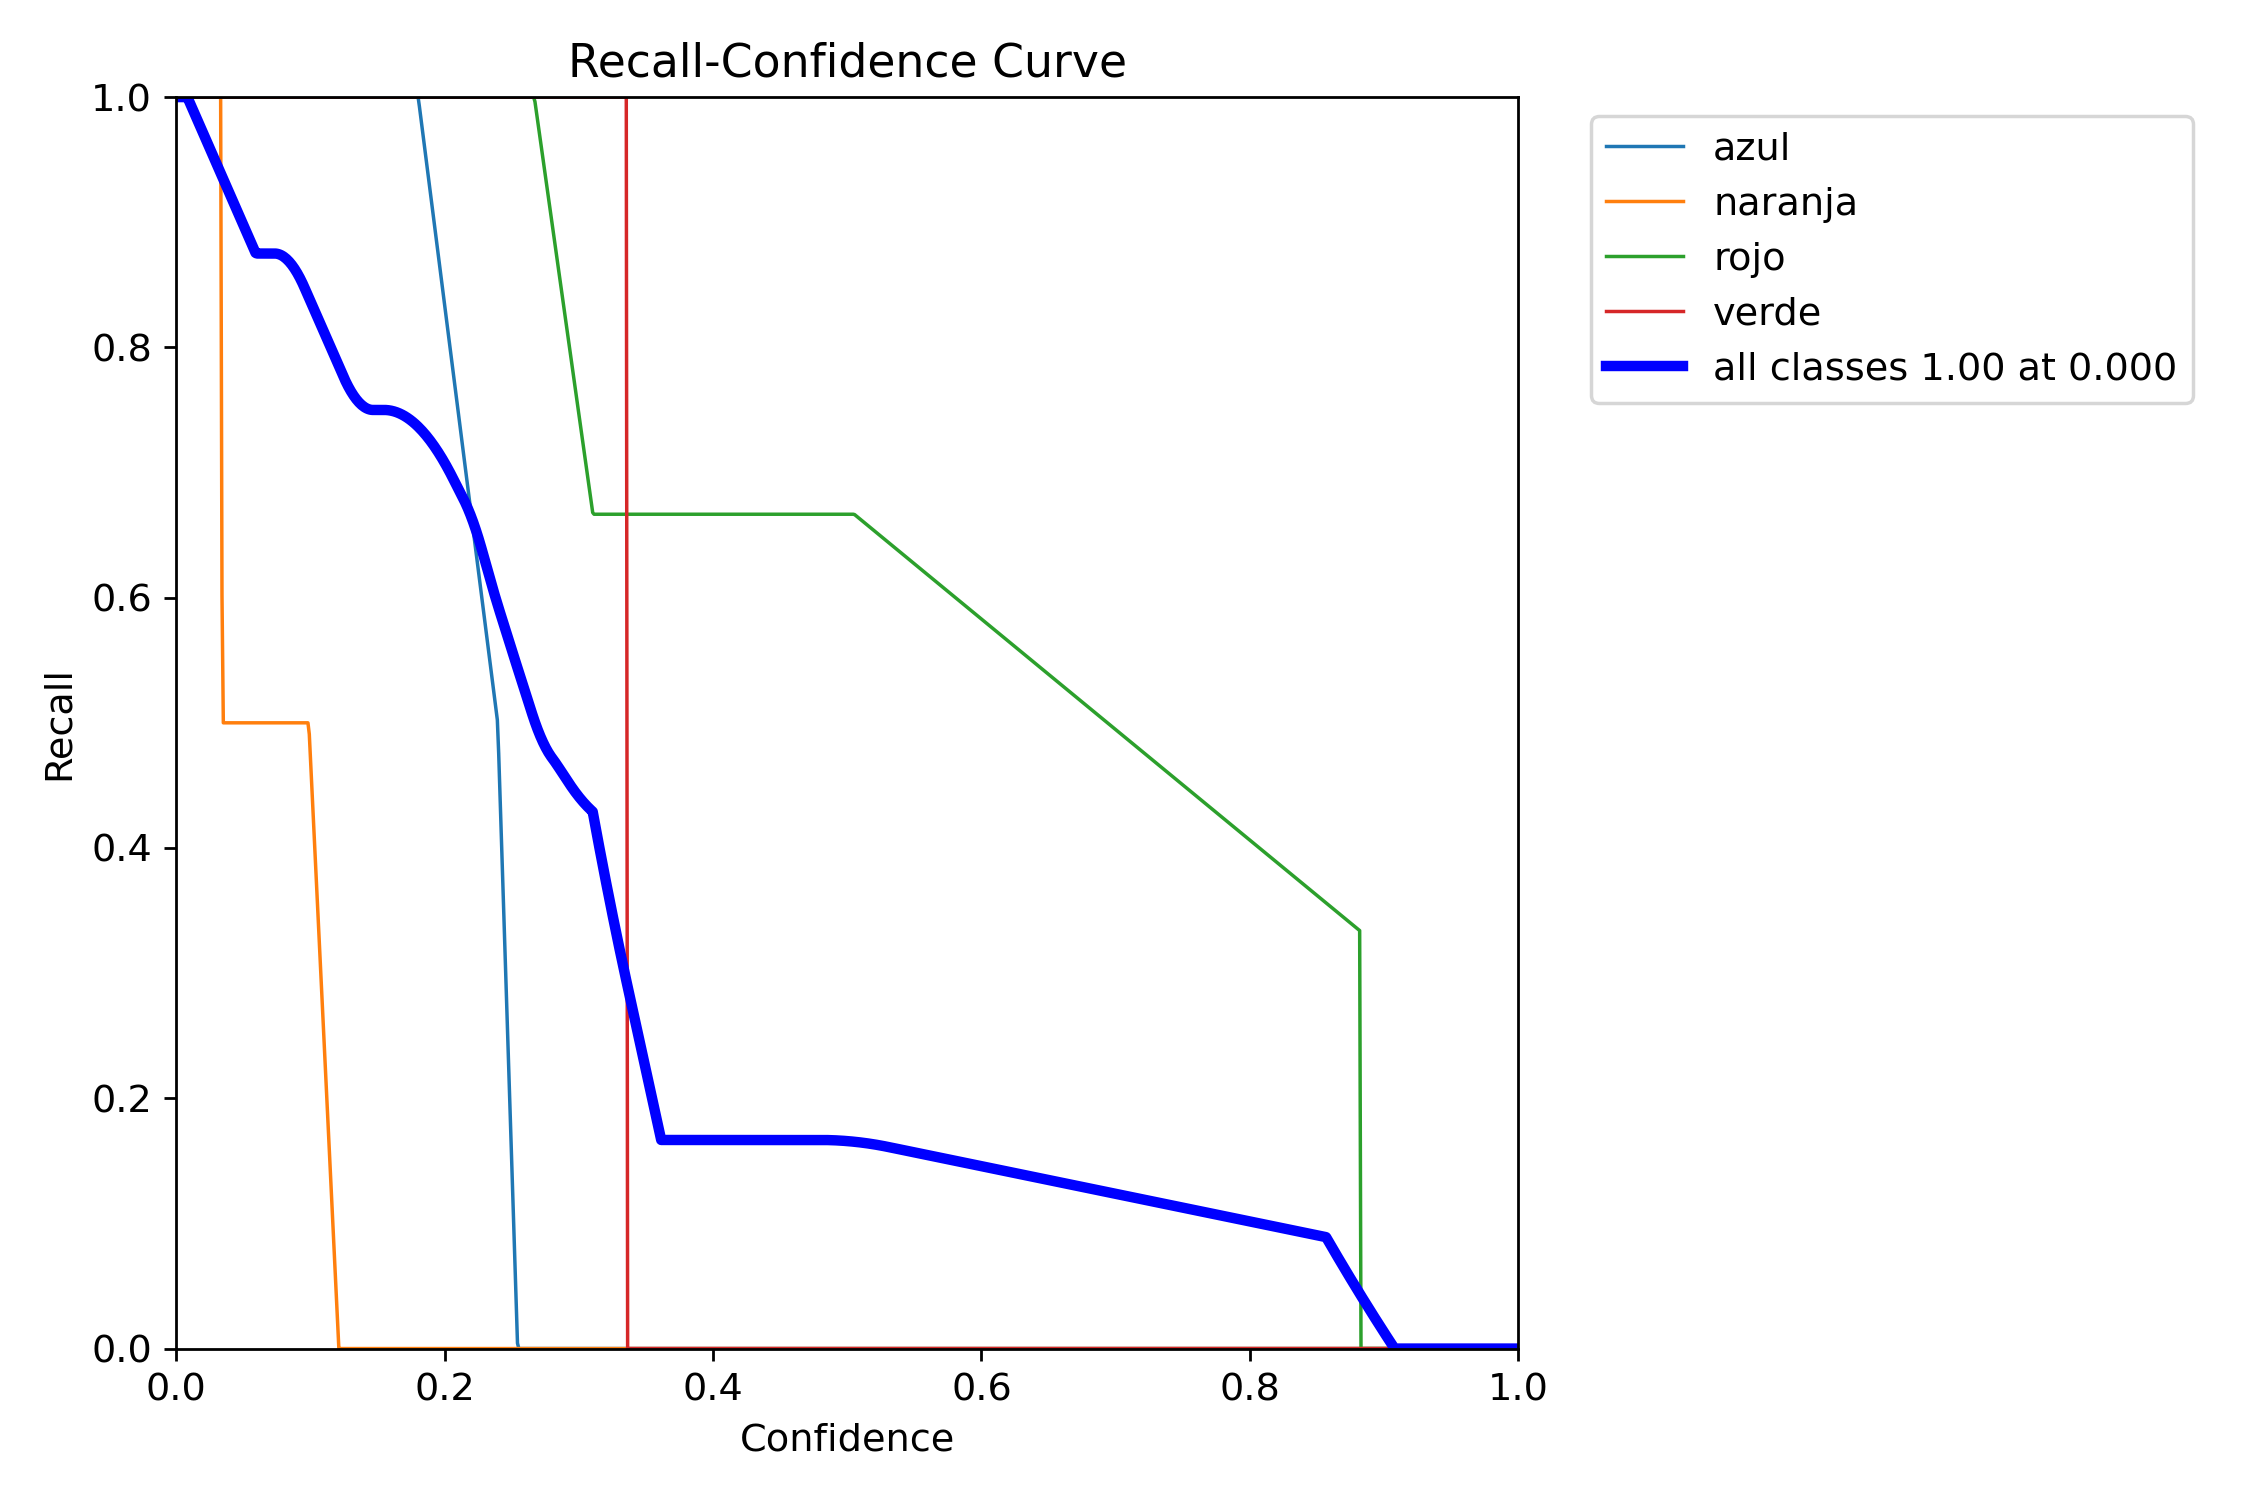 Recall-Confidence Curve
1.0
0.8
0.6
0.4
0.2
0.0
Recall
0.0 0.2 0.4 0.6 0.8 1.0
Confidence
azul
naranja
rojo
verde
all classes 1.00 at 0.000